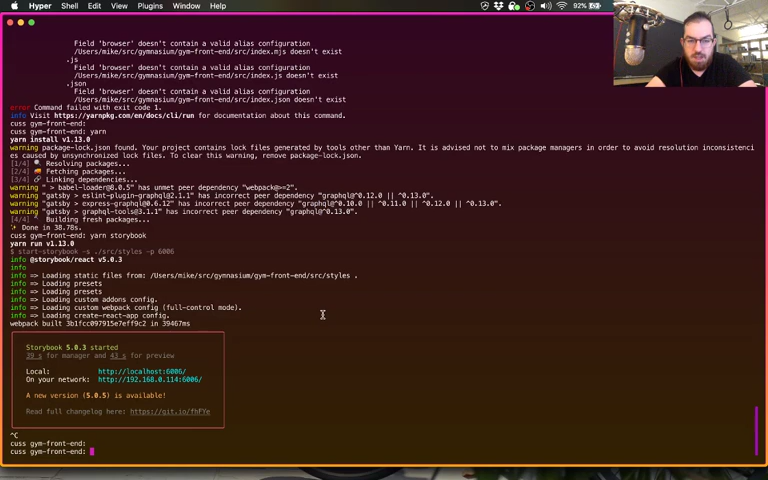 Hyper Shell Edit View Plugins Window Help 92%
Field 'browser' doesn't contain a valid alias configuration
/Users/mike/src/gymnasium/gym-front-end/src/index.mjs doesn't exist
.js
Field 'browser' doesn't contain a valid alias configuration
/Users/mike/src/gymnasium/gym-front-end/src/index.js doesn't exist
.json
Field 'browser' doesn't contain a valid alias configuration
/Users/mike/src/gymnasium/gym-front-end/src/index.json doesn't exist
error Command failed with exit code 1.
info Visit https://yarnpkg.com/en/docs/cli/run for documentation about this command.
cuss gym-front-end:
cuss gym-front-end: yarn
yarn install v1.13.0
warning package-lock.json found. Your project contains lock files generated by tools other than Yarn. It is advised not to mix package managers in order to avoid resolution inconsistenci
es caused by unsynchronized lock files. To clear this warning, remove package-lock.json.
[1/4] Resolving packages...
[2/4] Fetching packages...
[3/4] Linking dependencies...
warning " > babel-loader@8.0.5" has unmet peer dependency "webpack@>=2".
warning "gatsby > eslint-plugin-graphql@2.1.1" has incorrect peer dependency "graphql@^0.12.0 || ^0.13.0".
warning "gatsby > express-graphql@0.6.12" has incorrect peer dependency "graphql@^0.10.0 || ^0.11.0 || ^0.12.0 || ^0.13.0".
warning "gatsby > graphql-tools@3.1.1" has incorrect peer dependency "graphql@^0.13.0".
[4/4] Building fresh packages...
Done in 38.78s.
cuss gym-front-end: yarn storybook
yarn run v1.13.0
$ start-storybook -s ./src/styles -p 6006
info @storybook/react v5.0.3
info
info => Loading static files from: /Users/mike/src/gymnasium/gym-front-end/src/styles .
info => Loading presets
info => Loading presets
info => Loading custom addons config.
info => Loading custom webpack config (full-control mode).
info => Loading create-react-app config.
webpack built 3b1fcc097915e7eff9c2 in 39467ms
Storybook 5.0.3 started
39 s for manager and 43 s for preview
Local: http://localhost:6006/
On your network: http://192.168.0.114:6006/
A new version (5.0.5) is available!
Read full changelog here: https://git.io/fhFYe
^C
cuss gym-front-end:
cuss gym-front-end: